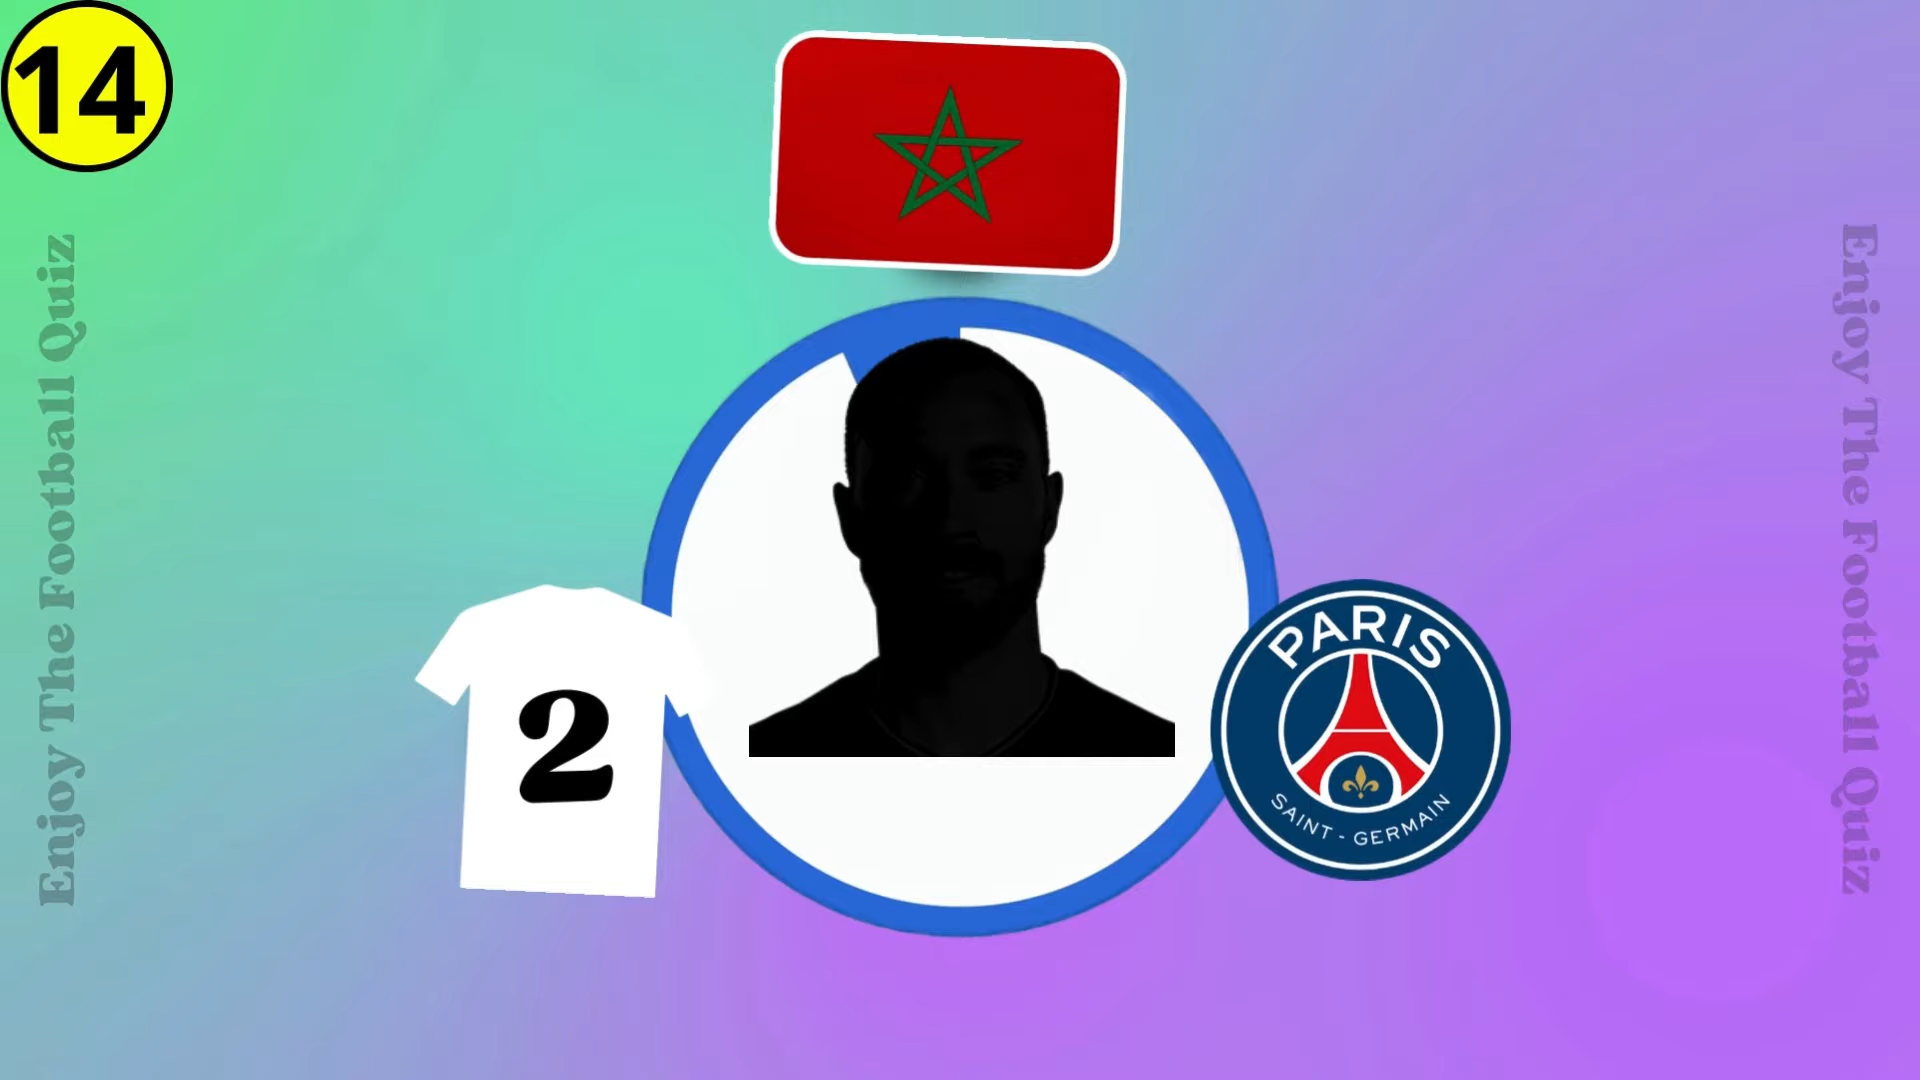 14
Enjoy The Football Quiz
Enjoy The Football Quiz
2
PARIS
SAINT-GERMAIN